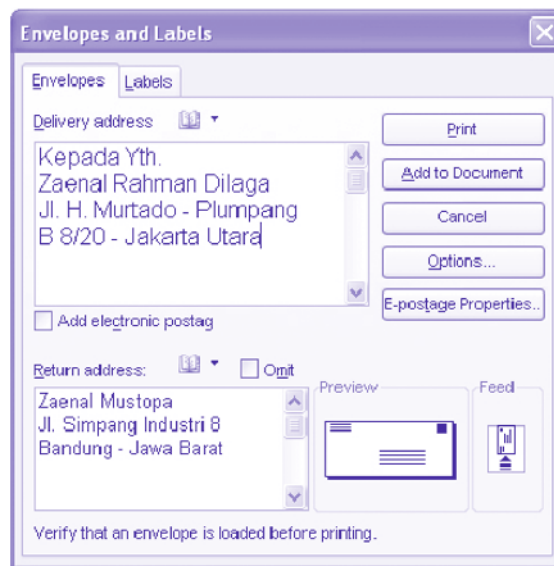 Envelopes and Labels
Envelopes
Labels
Delivery address
Print
Kepada Yth.
Zaenal Rahman Dilaga
Jl. H. Murtado - Plumpang
B 8/20 - Jakarta Utara
Add to Document
Cancel
Options...
E-postage Properties..
Add electronic postag
Return address:
Omit
Zaenal Mustopa
Jl. Simpang Industri 8
Bandung - Jawa Barat
Preview
Feed
Verify that an envelope is loaded before printing.